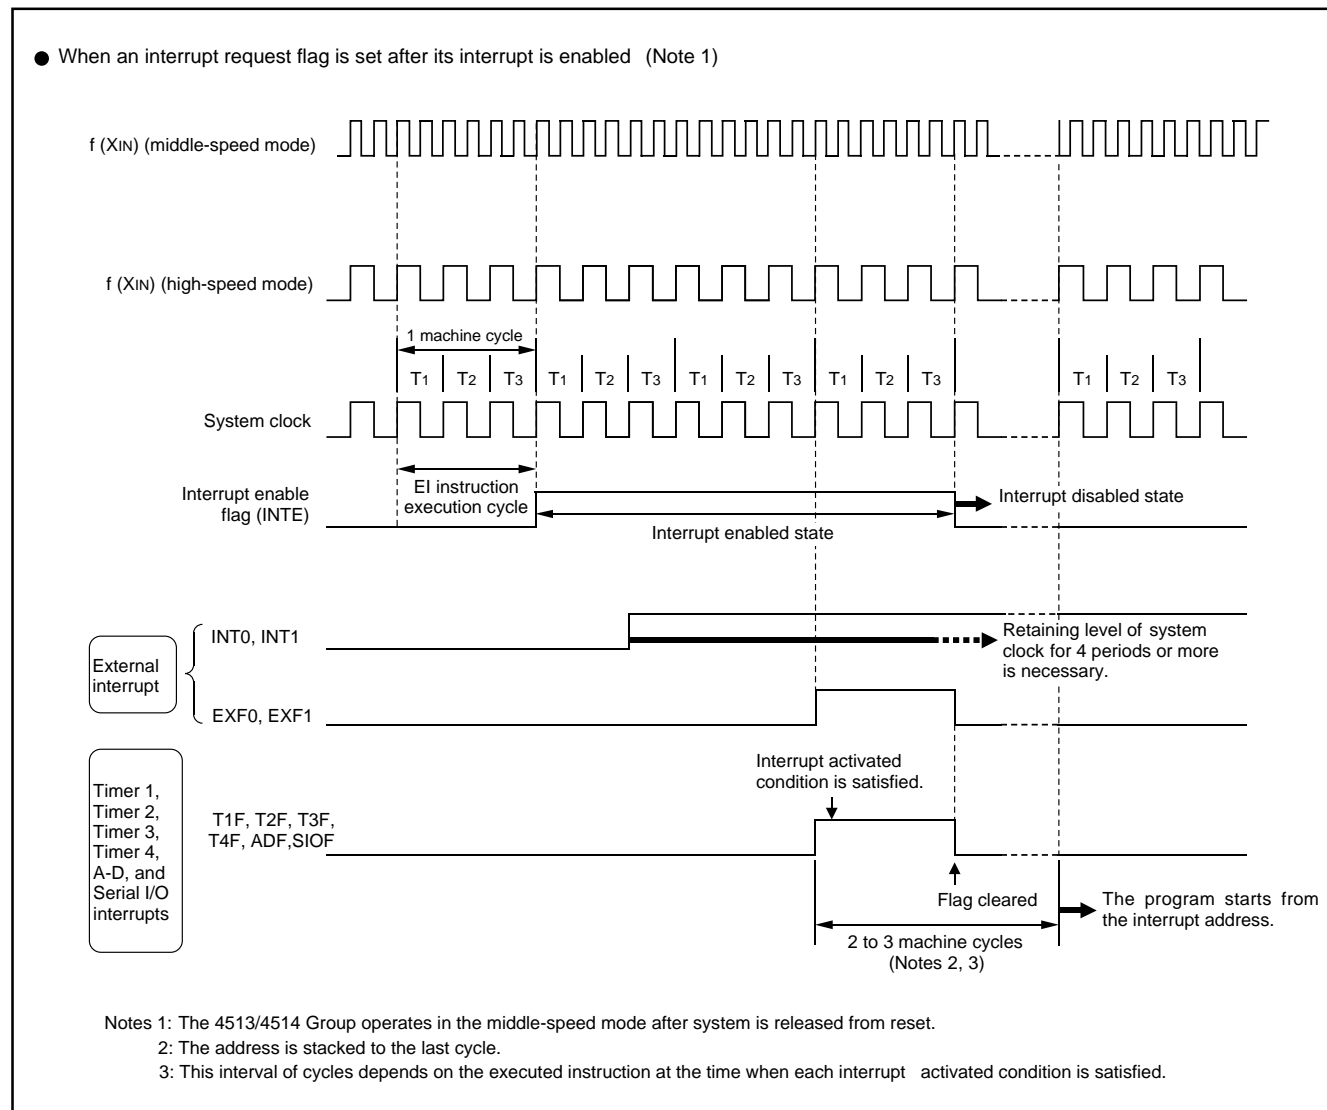 ● When an interrupt request flag is set after its interrupt is enabled (Note 1)
f (XIN) (middle-speed mode)
f (XIN) (high-speed mode)
1 machine cycle
T1 T2 T3 T1 T2 T3 T1 T2 T3 T1 T2 T3 T1 T2 T3
System clock
EI instruction
execution cycle
Interrupt enable
flag (INTE)
Interrupt enabled state
Interrupt disabled state
External
interrupt
INT0, INT1
Retaining level of system
clock for 4 periods or more
is necessary.
EXF0, EXF1
Timer 1,
Timer 2,
Timer 3,
Timer 4,
A-D, and
Serial I/O
interrupts
T1F, T2F, T3F,
T4F, ADF,SIOF
Interrupt activated
condition is satisfied.
Flag cleared
2 to 3 machine cycles
(Notes 2, 3)
The program starts from
the interrupt address.
Notes 1: The 4513/4514 Group operates in the middle-speed mode after system is released from reset.
2: The address is stacked to the last cycle.
3: This interval of cycles depends on the executed instruction at the time when each interrupt activated condition is satisfied.